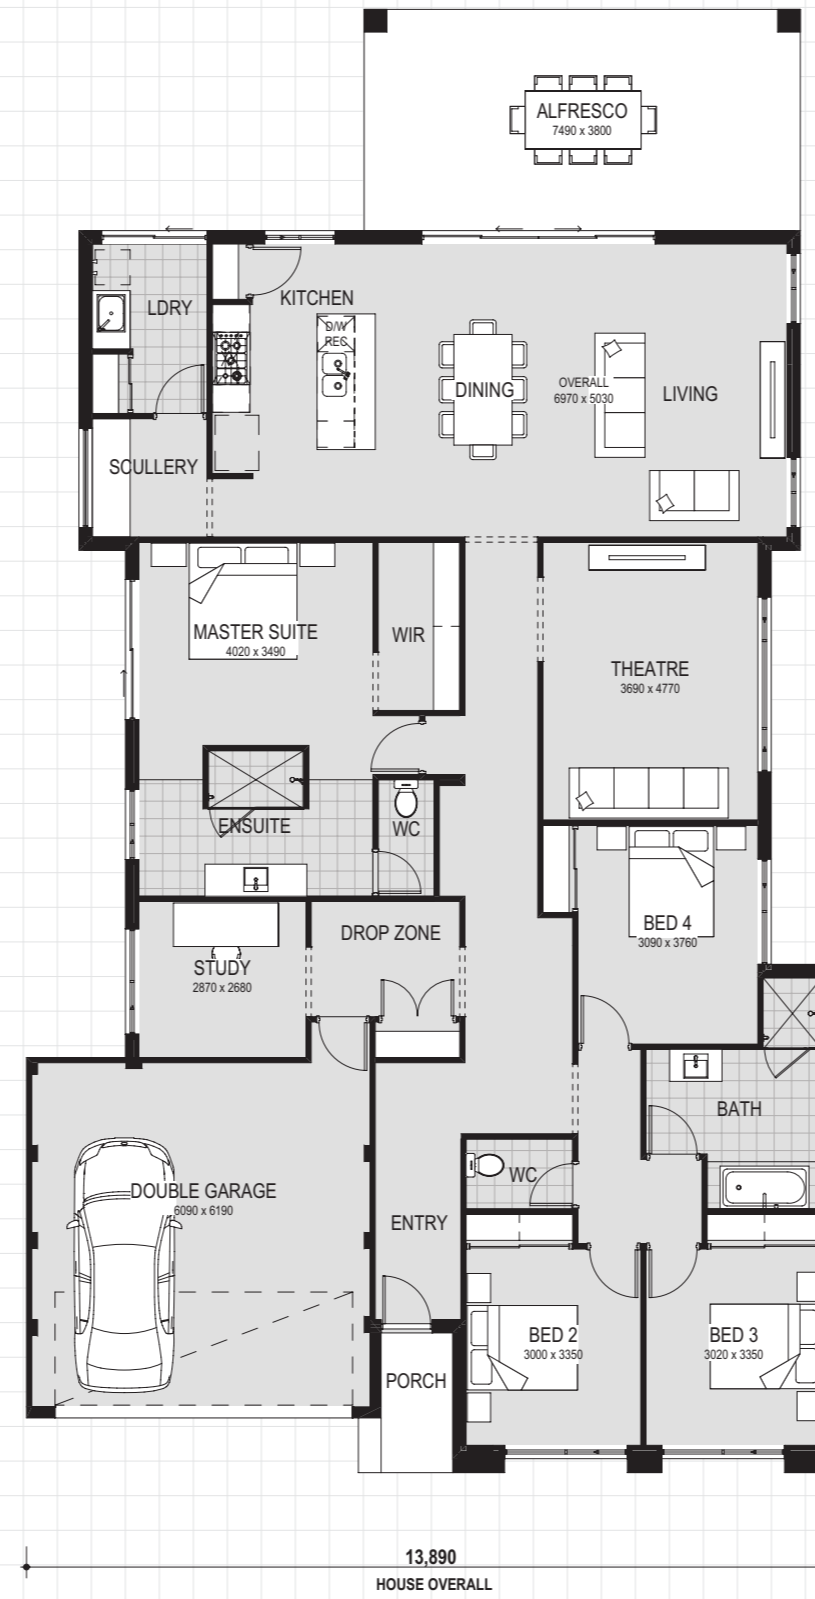 ALFRESCO
7490 x 3800
LDRY
KITCHEN
D/W
REC
DINING
OVERALL
6970 x 5030
LIVING
SCULLERY
MASTER SUITE
4020 x 3490
WIR
THEATRE
3690 x 4770
ENSUITE
WC
BED 4
3090 x 3760
DROP ZONE
STUDY
2870 x 2680
BATH
DOUBLE GARAGE
6090 x 6190
WC
ENTRY
BED 2
3000 x 3350
BED 3
3020 x 3350
PORCH
13,890
HOUSE OVERALL